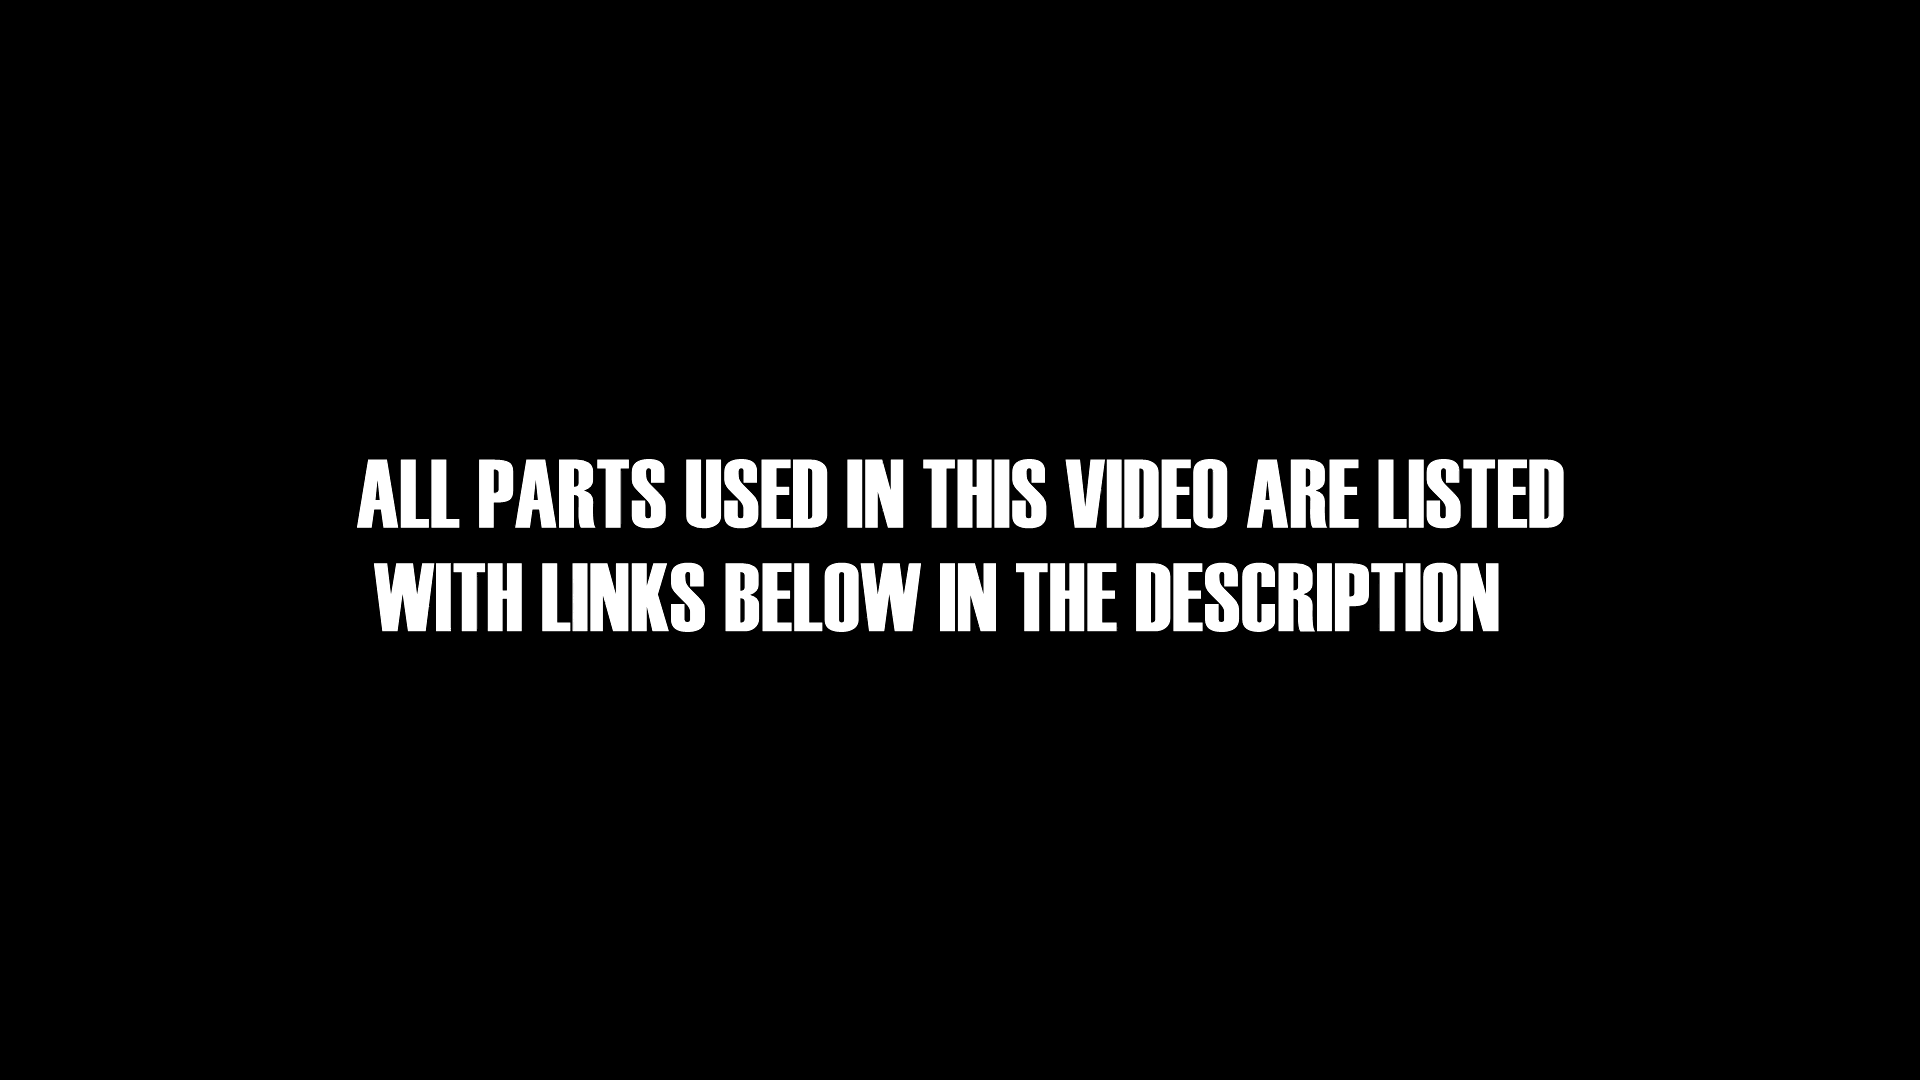 ALL PARTS USED IN THIS VIDEO ARE LISTED
WITH LINKS BELOW IN THE DESCRIPTION